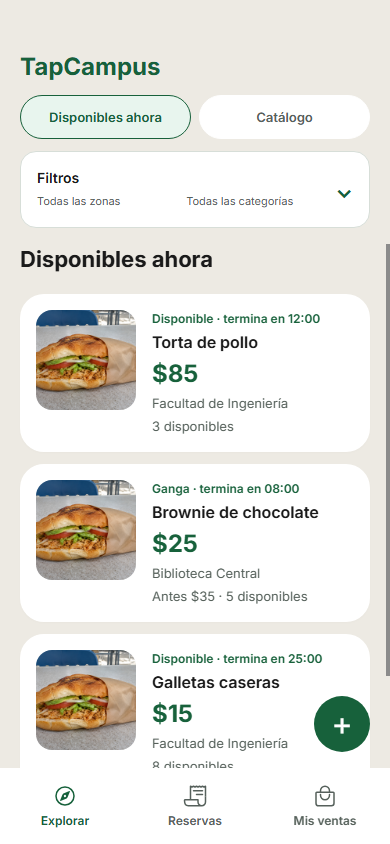 TapCampus
Disponibles ahora
Catálogo
Filtros
Todas las zonas
Todas las categorías
Disponibles ahora
Disponible · termina en 12:00
Torta de pollo
$85
Facultad de Ingeniería
3 disponibles
Ganga · termina en 08:00
Brownie de chocolate
$25
Biblioteca Central
Antes $35 · 5 disponibles
Disponible · termina en 25:00
Galletas caseras
$15
Facultad de Ingeniería
8 disponibles
+
Explorar
Reservas
Mis ventas